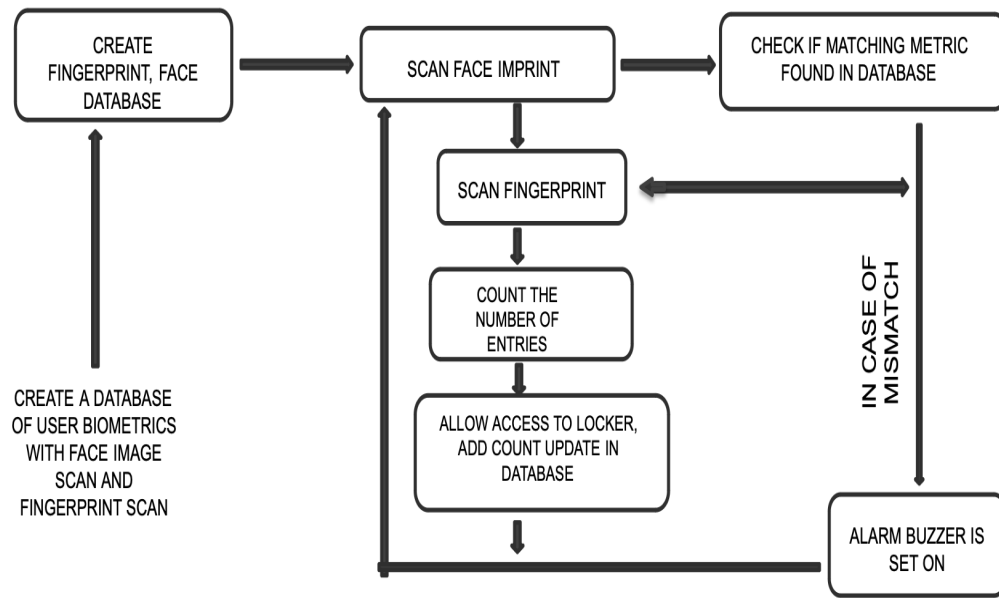 CREATE
FINGERPRINT, FACE
DATABASE
SCAN FACE IMPRINT
CHECK IF MATCHING METRIC
FOUND IN DATABASE
SCAN FINGERPRINT
COUNT THE
NUMBER OF
ENTRIES
IN CASE OF
MISMATCH
CREATE A DATABASE
OF USER BIOMETRICS
WITH FACE IMAGE
SCAN AND
FINGERPRINT SCAN
ALLOW ACCESS TO LOCKER,
ADD COUNT UPDATE IN
DATABASE
ALARM BUZZER IS
SET ON